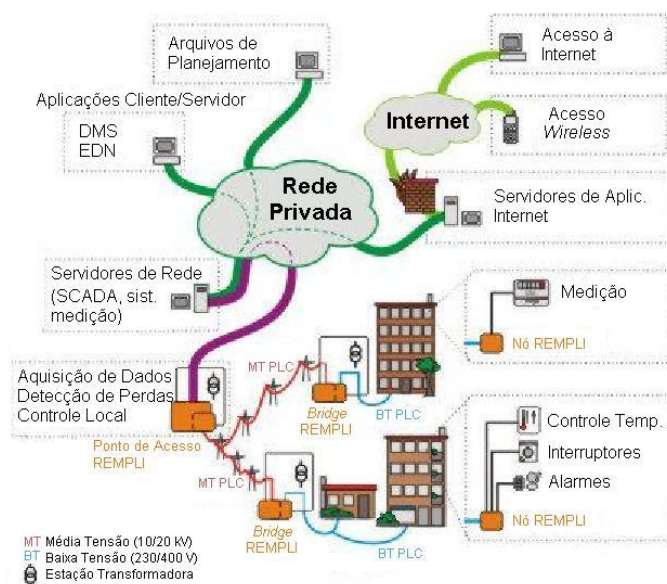 Arquivos de
Planejamento
Acesso à
Internet
Aplicações Cliente/Servidor
DMS
EDN
Internet
Acesso
Wireless
Rede
Privada
Servidores de Aplic.
Internet
Servidores de Rede
(SCADA, sist.
medição)
Medição
Nó REMPLI
MT PLC
Aquisição de Dados
Detecção de Perdas
Controle Local
Bridge
REMPLI
BT PLC
Ponto de Acesso
REMPLI
MT PLC
Controle Temp.
Interruptores
Alarmes
Nó REMPLI
Bridge
REMPLI
BT PLC
MT Média Tensão (10/20 kV)
BT Baixa Tensão (230/400 V)
Estação Transformadora